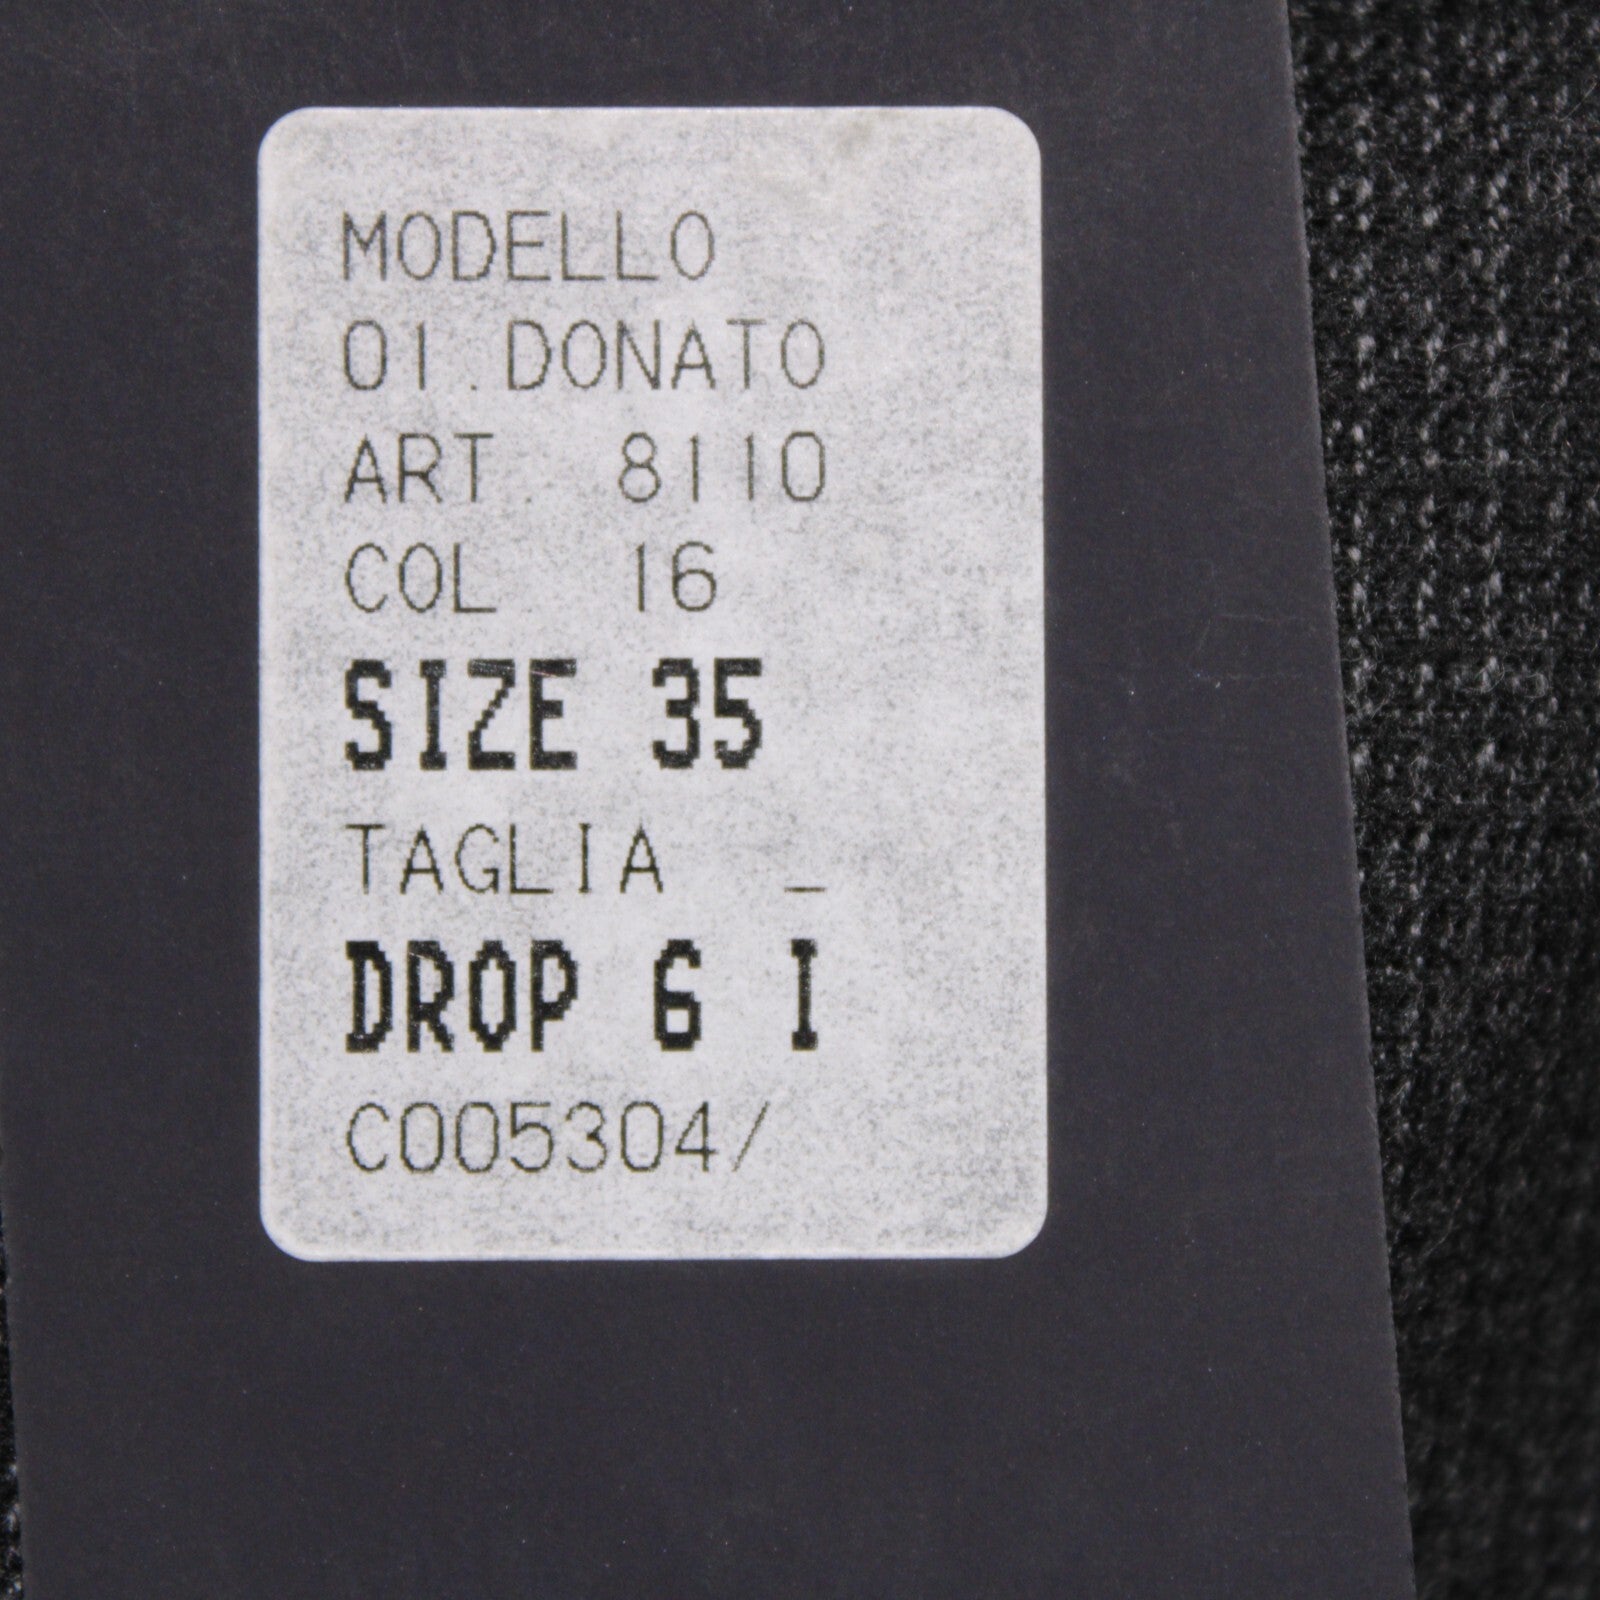 MODELLO
01.DONATO
ART. 8110
COL 16
SIZE 35
TAGLIA _
DROP 6 I
C005304/